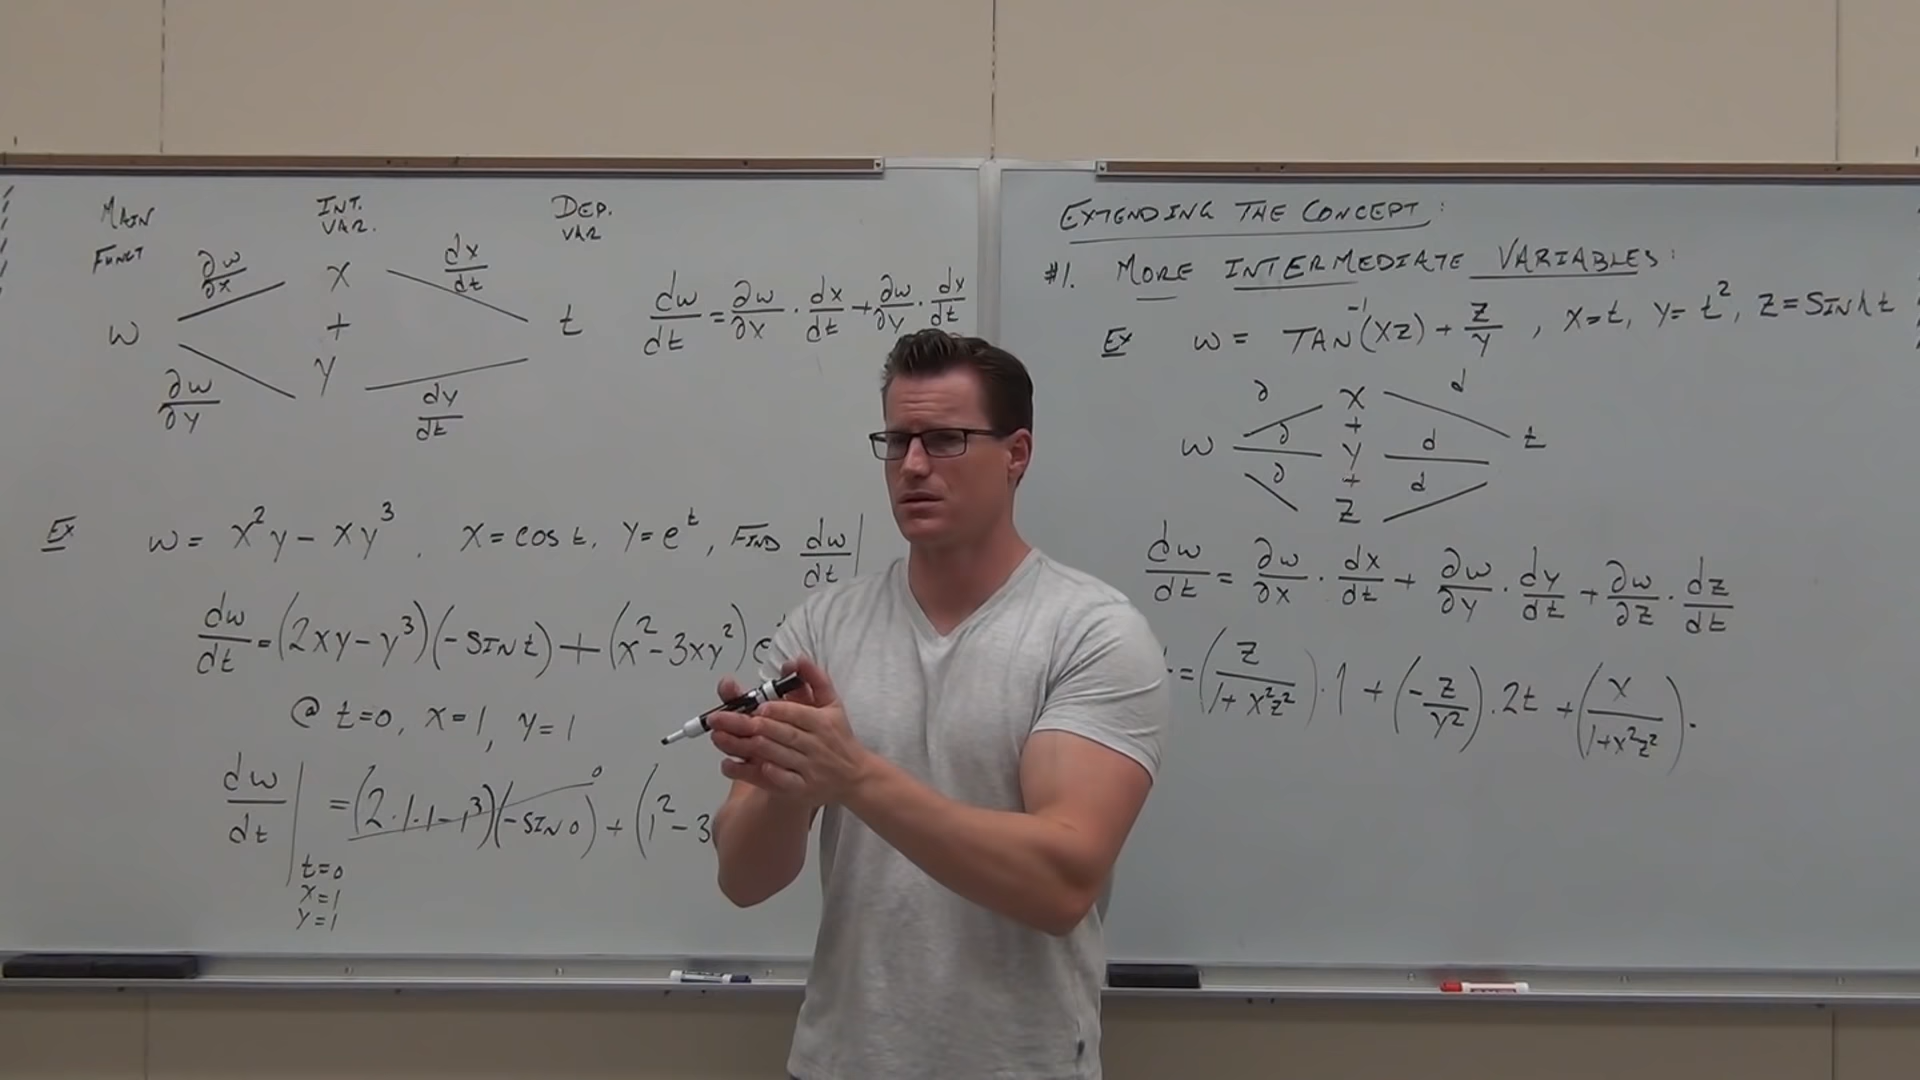 MAIN FUNCT
INT. VAR.
DEP. VAR
∂w/∂x
dx/dt
w
x
+
y
t
∂w/∂y
dy/dt
dw/dt = ∂w/∂x · dx/dt + ∂w/∂y · dy/dt
Ex w = x²y - xy³, x = cos t, y = e^t, FIND dw/dt |
dw/dt = (2xy - y³)(-SIN t) + (x² - 3xy²) e
@ t=0, x=1, y=1
dw/dt | = (2·1·1-1³)(-SIN 0) + (1² - 3
0
t=0
x=1
y=1
EXTENDING THE CONCEPT:
#1. MORE INTERMEDIATE VARIABLES:
Ex w = TAN⁻¹(xz) + z/y, x=t, y=t², z=SINh t
∂ x d
+
w ∂ y d t
+
∂ z d
dw/dt = ∂w/∂x · dx/dt + ∂w/∂y · dy/dt + ∂w/∂z · dz/dt
= (z/(1+x²z²)) · 1 + (-z/y²) · 2t + (x/(1+x²z²)) ·